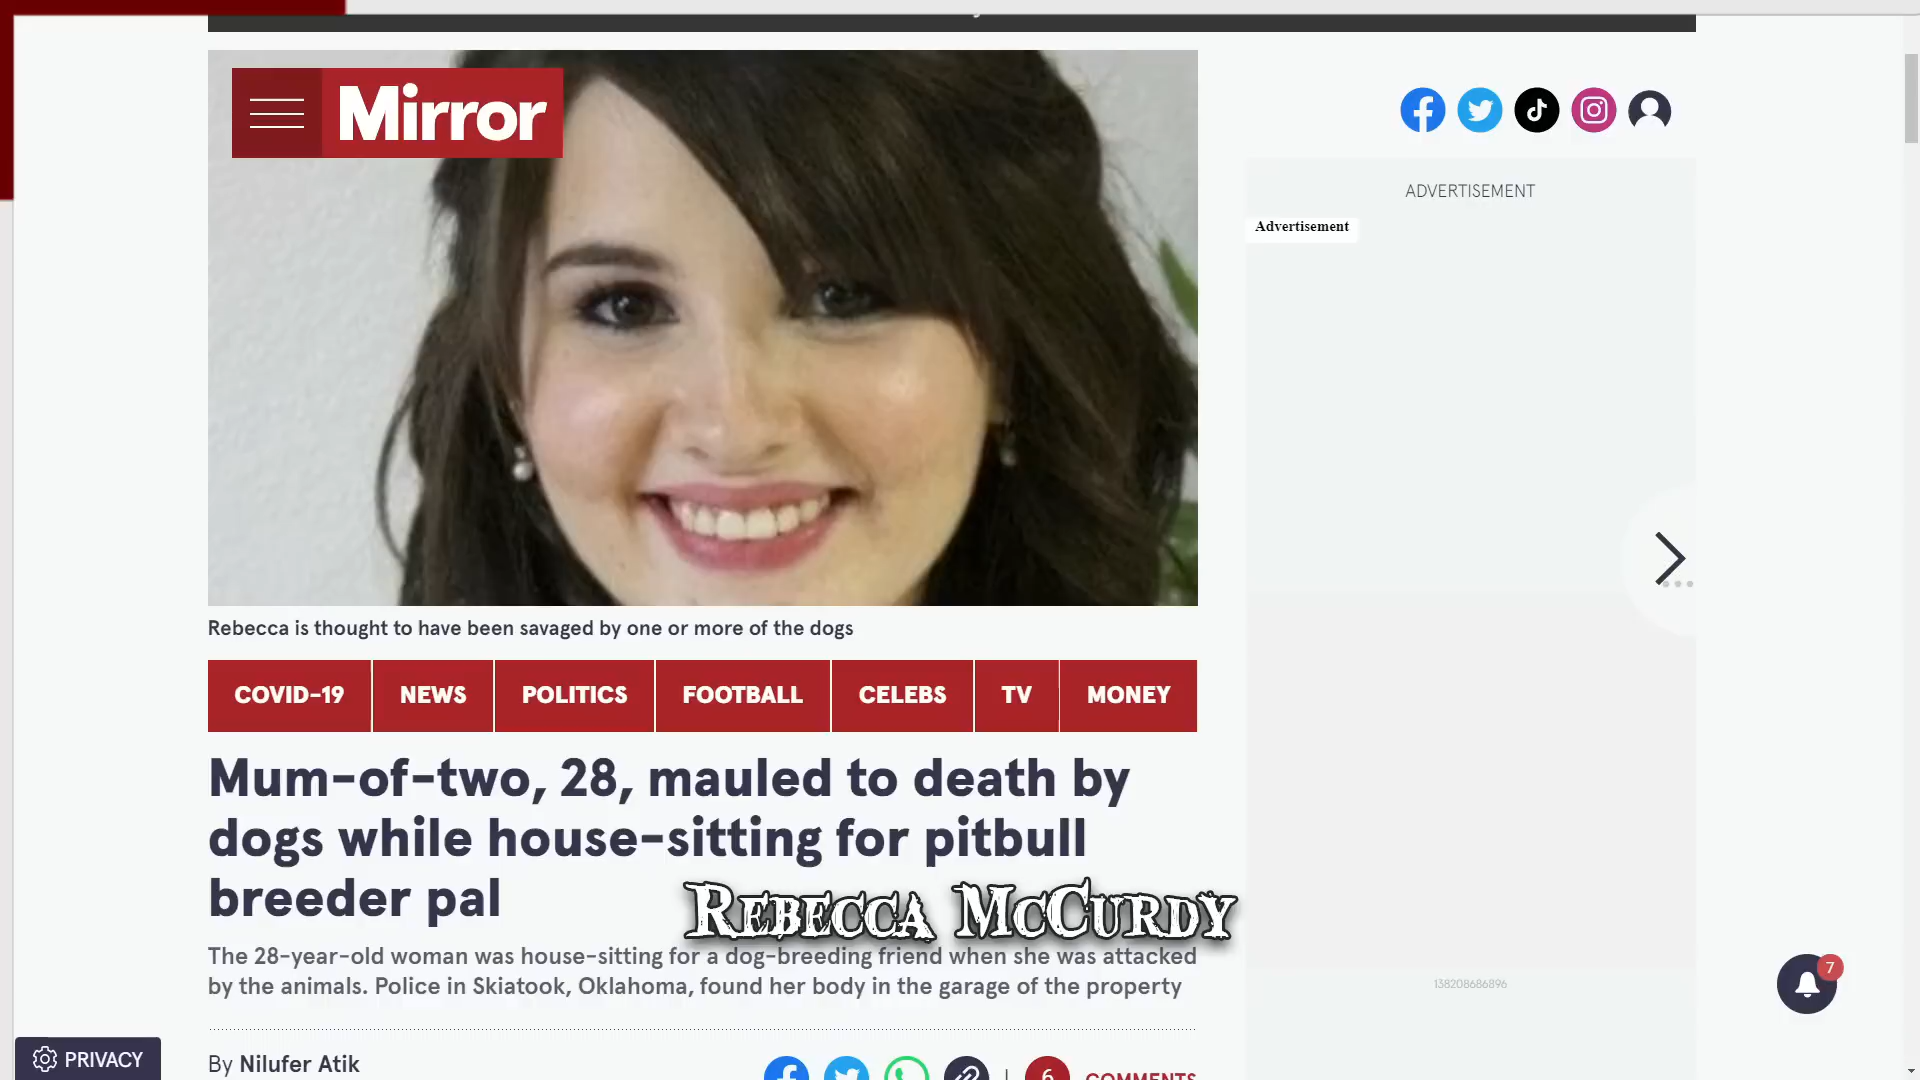 Mirror
ADVERTISEMENT
Advertisement
Rebecca is thought to have been savaged by one or more of the dogs
COVID-19 NEWS POLITICS FOOTBALL CELEBS TV MONEY
Mum-of-two, 28, mauled to death by
dogs while house-sitting for pitbull
breeder pal
Rebecca McCurdy
The 28-year-old woman was house-sitting for a dog-breeding friend when she was attacked
by the animals. Police in Skiatook, Oklahoma, found her body in the garage of the property
138208686896
7
PRIVACY
By Nilufer Atik
6 COMMENTS